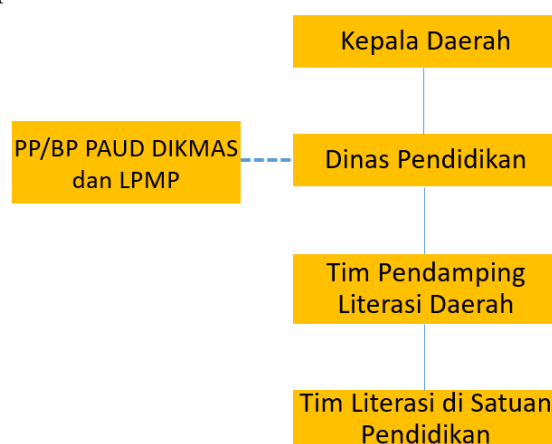 Kepala Daerah
PP/BP PAUD DIKMAS
dan LPMP
Dinas Pendidikan
Tim Pendamping
Literasi Daerah
Tim Literasi di Satuan
Pendidikan